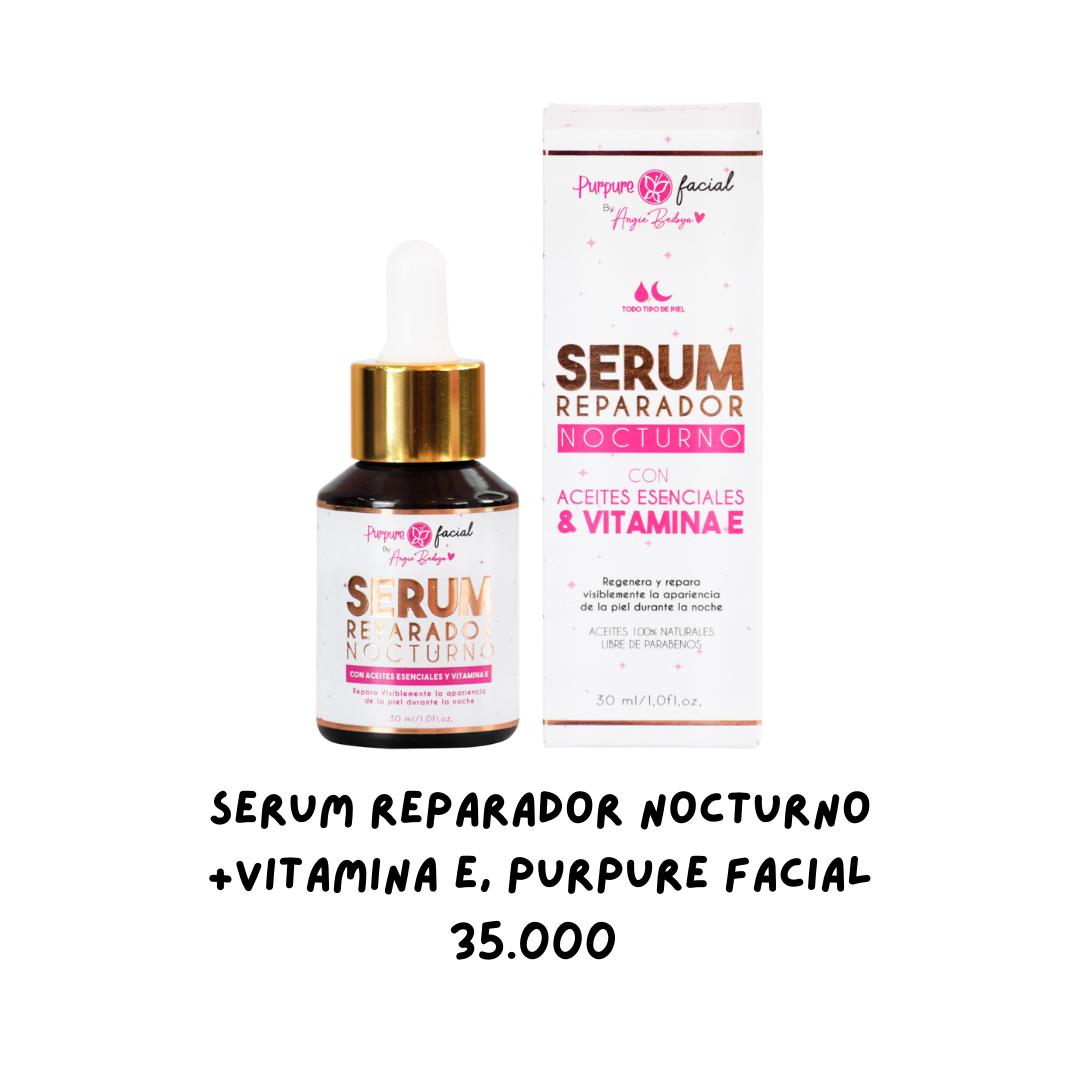 Purpure facial
By Angie Bedoya
TODO TIPO DE PIEL
SERUM
REPARADOR
NOCTURNO
CON
ACEITES ESENCIALES
& VITAMINA E
Regenera y repara
visiblemente la apariencia
de la piel durante la noche
ACEITES 100% NATURALES
LIBRE DE PARABENOS
30 ml/1,0fl,oz,
Purpure facial
By Angie Bedoya
SERUM
REPARADOR
NOCTURNO
CON ACEITES ESENCIALES Y VITAMINA E
Repara Visiblemente la apariencia
de la piel durante la noche
30 ml/1,0fl,oz,
SERUM REPARADOR NOCTURNO
+VITAMINA E, PURPURE FACIAL
35.000